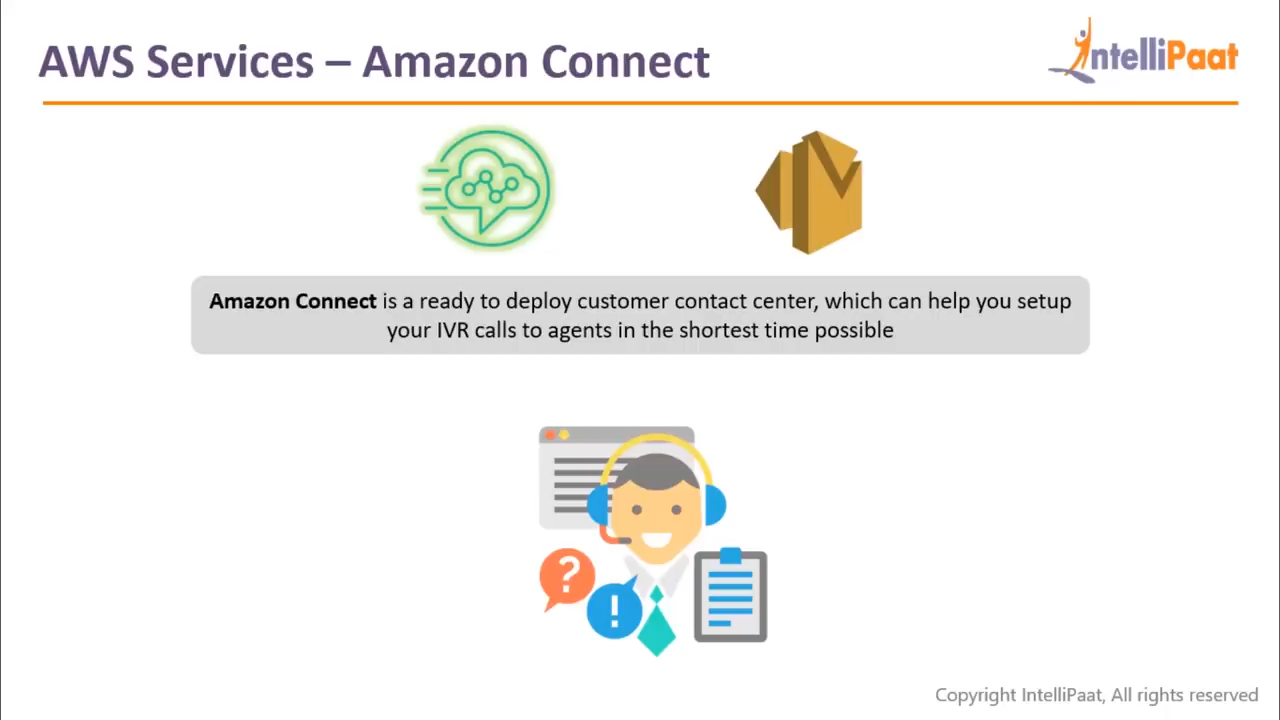 AWS Services – Amazon Connect
IntelliPaat
Amazon Connect is a ready to deploy customer contact center, which can help you setup
your IVR calls to agents in the shortest time possible
?
!
Copyright IntelliPaat, All rights reserved